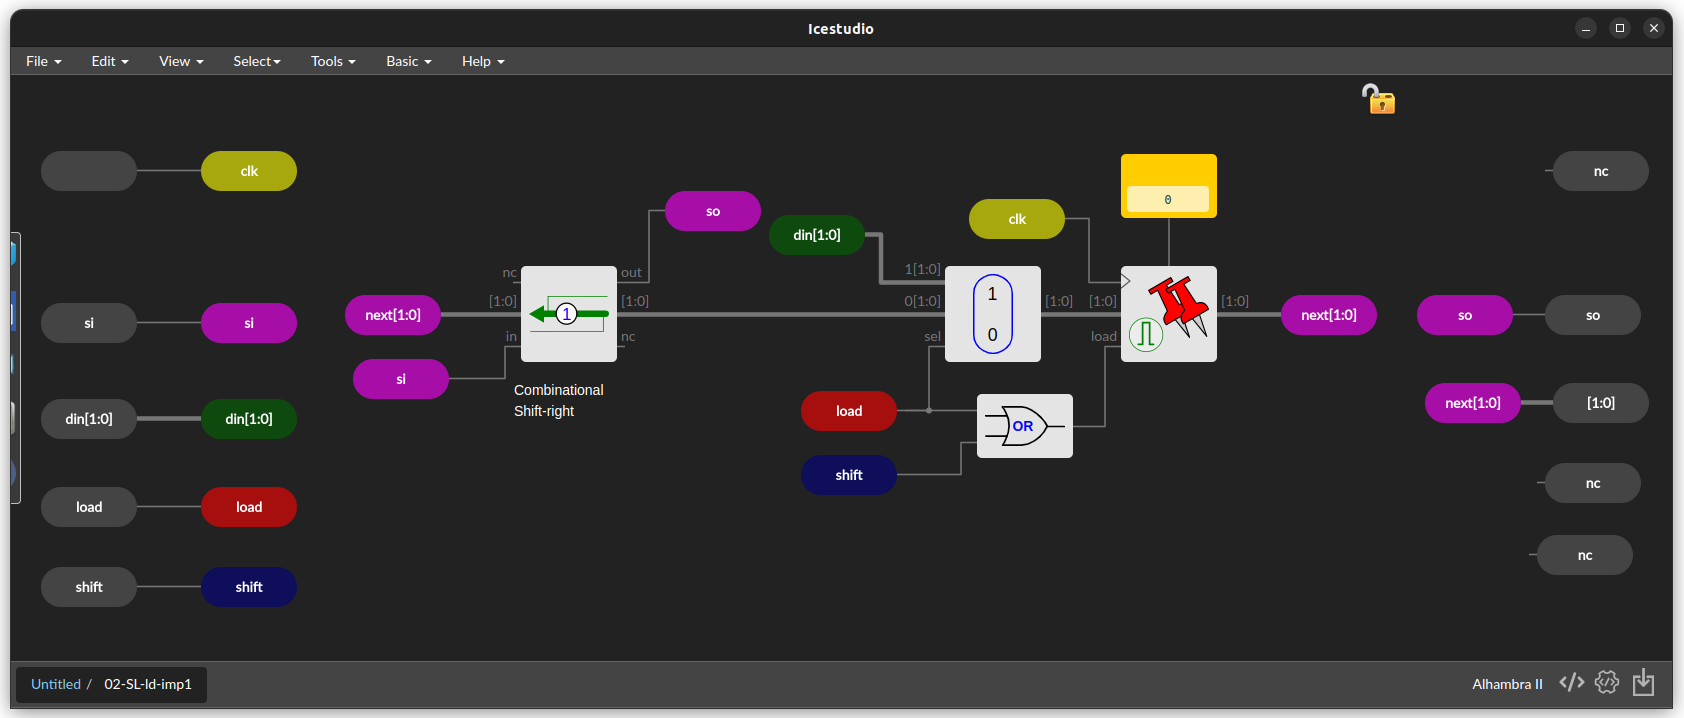 Icestudio
File Edit View Select Tools Basic Help
clk
nc
so
din[1:0]
clk
0
nc
out
1[1:0]
[1:0]
[1:0]
0[1:0]
[1:0]
[1:0]
[1:0]
si
si
next[1:0]
1
1
0
next[1:0]
so
so
in
nc
sel
load
si
Combinational
Shift-right
din[1:0]
din[1:0]
load
OR
next[1:0]
[1:0]
shift
nc
load
load
nc
shift
shift
Untitled / 02-SL-ld-imp1
Alhambra II